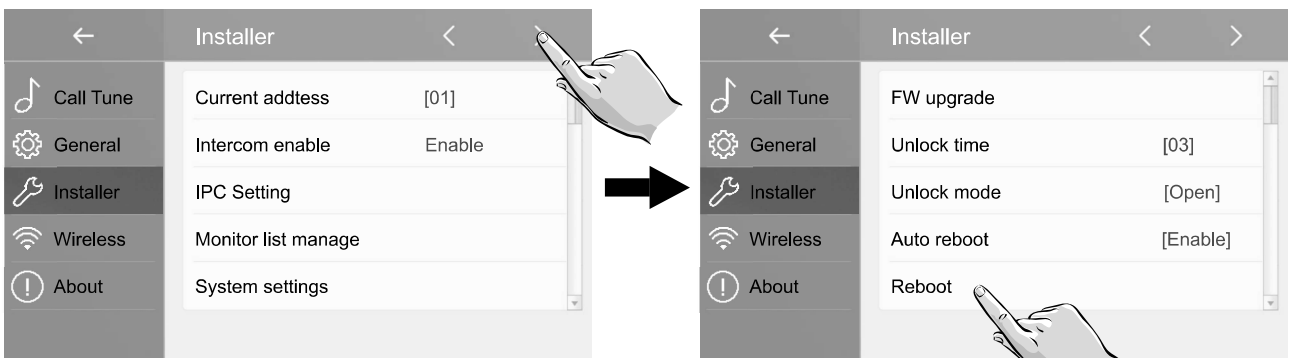 Installer
Call Tune
General
Installer
Wireless
About
Current addtess [01]
Intercom enable Enable
IPC Setting
Monitor list manage
System settings
Installer
Call Tune
General
Installer
Wireless
About
FW upgrade
Unlock time [03]
Unlock mode [Open]
Auto reboot [Enable]
Reboot